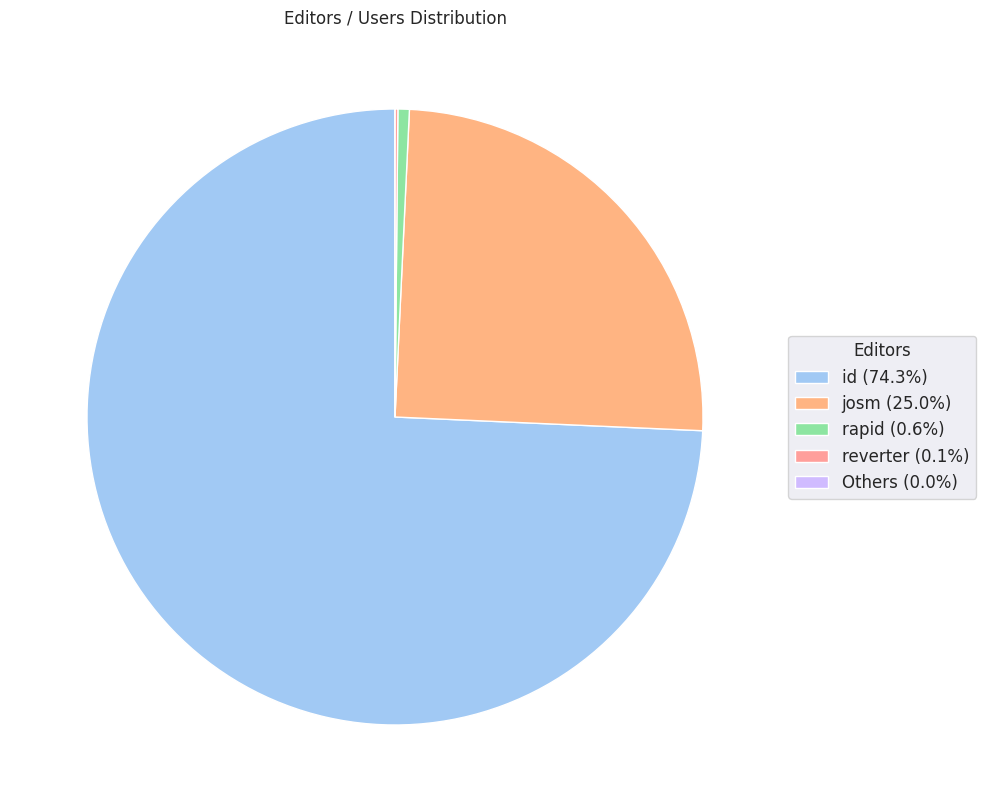 Editors / Users Distribution
Editors
id (74.3%)
josm (25.0%)
rapid (0.6%)
reverter (0.1%)
Others (0.0%)